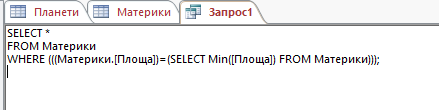 Планети Материки Запрос1
SELECT *
FROM Материки
WHERE (((Материки.[Площа])=(SELECT Min([Площа]) FROM Материки)));